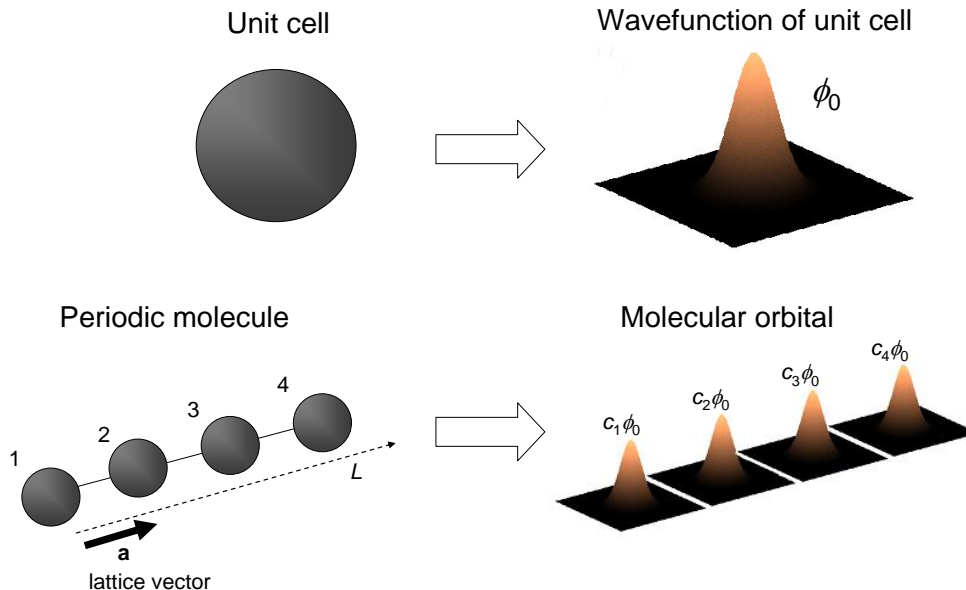 Unit cell
Wavefunction of unit cell
ϕ₀
Periodic molecule
Molecular orbital
1
2
3
4
L
a
lattice vector
c₁ϕ₀
c₂ϕ₀
c₃ϕ₀
c₄ϕ₀